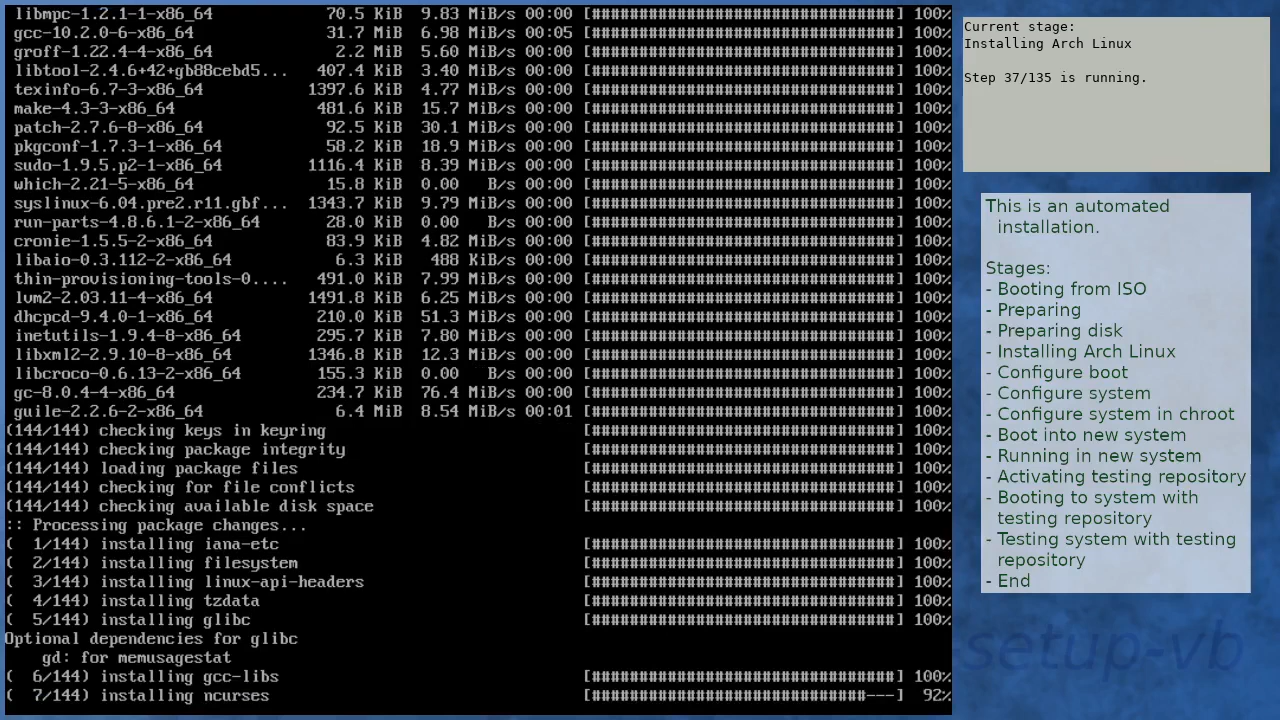 libmpc-1.2.1-1-x86_64 70.5 KiB 9.83 MiB/s 00:00 [################################] 100%
gcc-10.2.0-6-x86_64 31.7 MiB 6.98 MiB/s 00:05 [################################] 100%
groff-1.22.4-4-x86_64 2.2 MiB 5.60 MiB/s 00:00 [################################] 100%
libtool-2.4.6+42+gb88cebd5... 407.4 KiB 3.40 MiB/s 00:00 [################################] 100%
texinfo-6.7-3-x86_64 1397.6 KiB 4.77 MiB/s 00:00 [################################] 100%
make-4.3-3-x86_64 481.6 KiB 15.7 MiB/s 00:00 [################################] 100%
patch-2.7.6-8-x86_64 92.5 KiB 30.1 MiB/s 00:00 [################################] 100%
pkgconf-1.7.3-1-x86_64 58.2 KiB 18.9 MiB/s 00:00 [################################] 100%
sudo-1.9.5.p2-1-x86_64 1116.4 KiB 8.39 MiB/s 00:00 [################################] 100%
which-2.21-5-x86_64 15.8 KiB 0.00 B/s 00:00 [################################] 100%
syslinux-6.04.pre2.r11.gbf... 1343.7 KiB 9.79 MiB/s 00:00 [################################] 100%
run-parts-4.8.6.1-2-x86_64 28.0 KiB 0.00 B/s 00:00 [################################] 100%
cronie-1.5.5-2-x86_64 83.9 KiB 4.82 MiB/s 00:00 [################################] 100%
libaio-0.3.112-2-x86_64 6.3 KiB 488 KiB/s 00:00 [################################] 100%
thin-provisioning-tools-0.... 491.0 KiB 7.99 MiB/s 00:00 [################################] 100%
lvm2-2.03.11-4-x86_64 1491.8 KiB 6.25 MiB/s 00:00 [################################] 100%
dhcpcd-9.4.0-1-x86_64 210.0 KiB 51.3 MiB/s 00:00 [################################] 100%
inetutils-1.9.4-8-x86_64 295.7 KiB 7.80 MiB/s 00:00 [################################] 100%
libxml2-2.9.10-8-x86_64 1346.8 KiB 12.3 MiB/s 00:00 [################################] 100%
libcroco-0.6.13-2-x86_64 155.3 KiB 0.00 B/s 00:00 [################################] 100%
gc-8.0.4-4-x86_64 234.7 KiB 76.4 MiB/s 00:00 [################################] 100%
guile-2.2.6-2-x86_64 6.4 MiB 8.54 MiB/s 00:01 [################################] 100%
(144/144) checking keys in keyring [################################] 100%
(144/144) checking package integrity [################################] 100%
(144/144) loading package files [################################] 100%
(144/144) checking for file conflicts [################################] 100%
(144/144) checking available disk space [################################] 100%
:: Processing package changes...
( 1/144) installing iana-etc [################################] 100%
( 2/144) installing filesystem [################################] 100%
( 3/144) installing linux-api-headers [################################] 100%
( 4/144) installing tzdata [################################] 100%
( 5/144) installing glibc [################################] 100%
Optional dependencies for glibc
gd: for memusagestat
( 6/144) installing gcc-libs [################################] 100%
( 7/144) installing ncurses [#############################---] 92%
Current stage:
Installing Arch Linux
Step 37/135 is running.
This is an automated
installation.
Stages:
- Booting from ISO
- Preparing
- Preparing disk
- Installing Arch Linux
- Configure boot
- Configure system
- Configure system in chroot
- Boot into new system
- Running in new system
- Activating testing repository
- Booting to system with
testing repository
- Testing system with testing
repository
- End
setup-vb